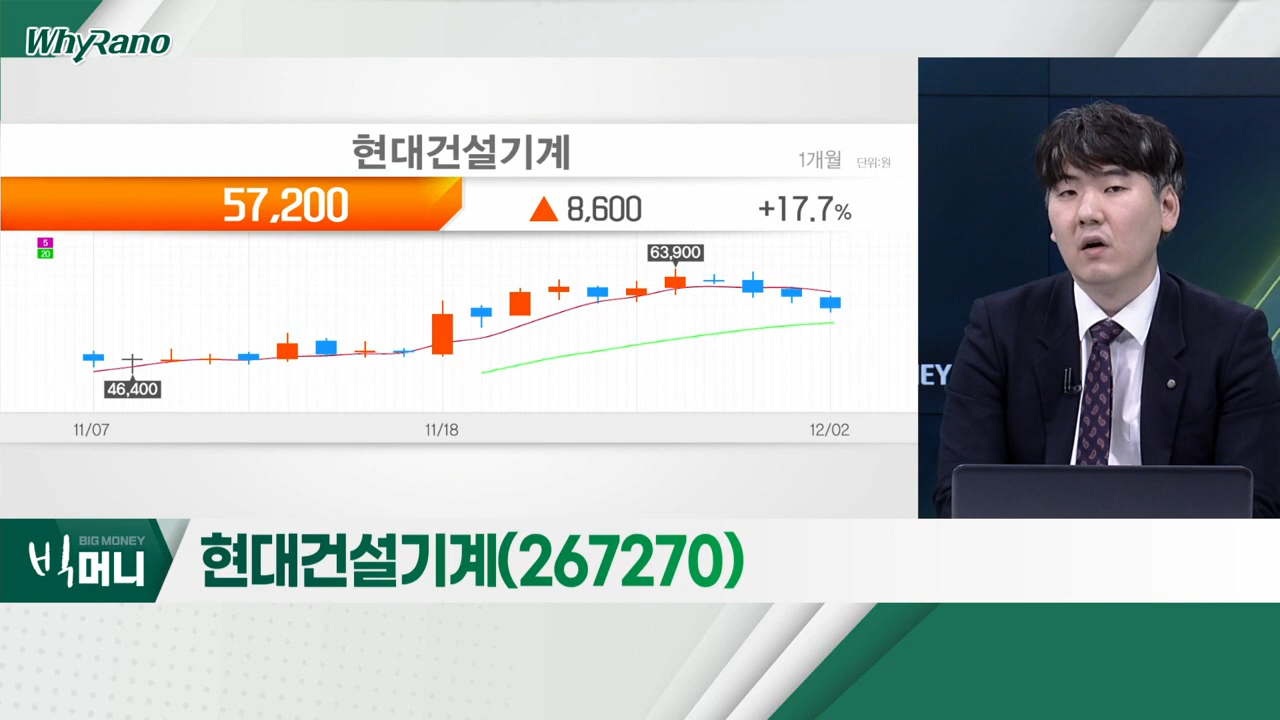 WhyRano
현대건설기계
1개월 단위:원
57,200 ▲ 8,600 +17.7%
5
20
63,900
46,400
11/07 11/18 12/02
EY
BIG MONEY
빅머니
현대건설기계(267270)